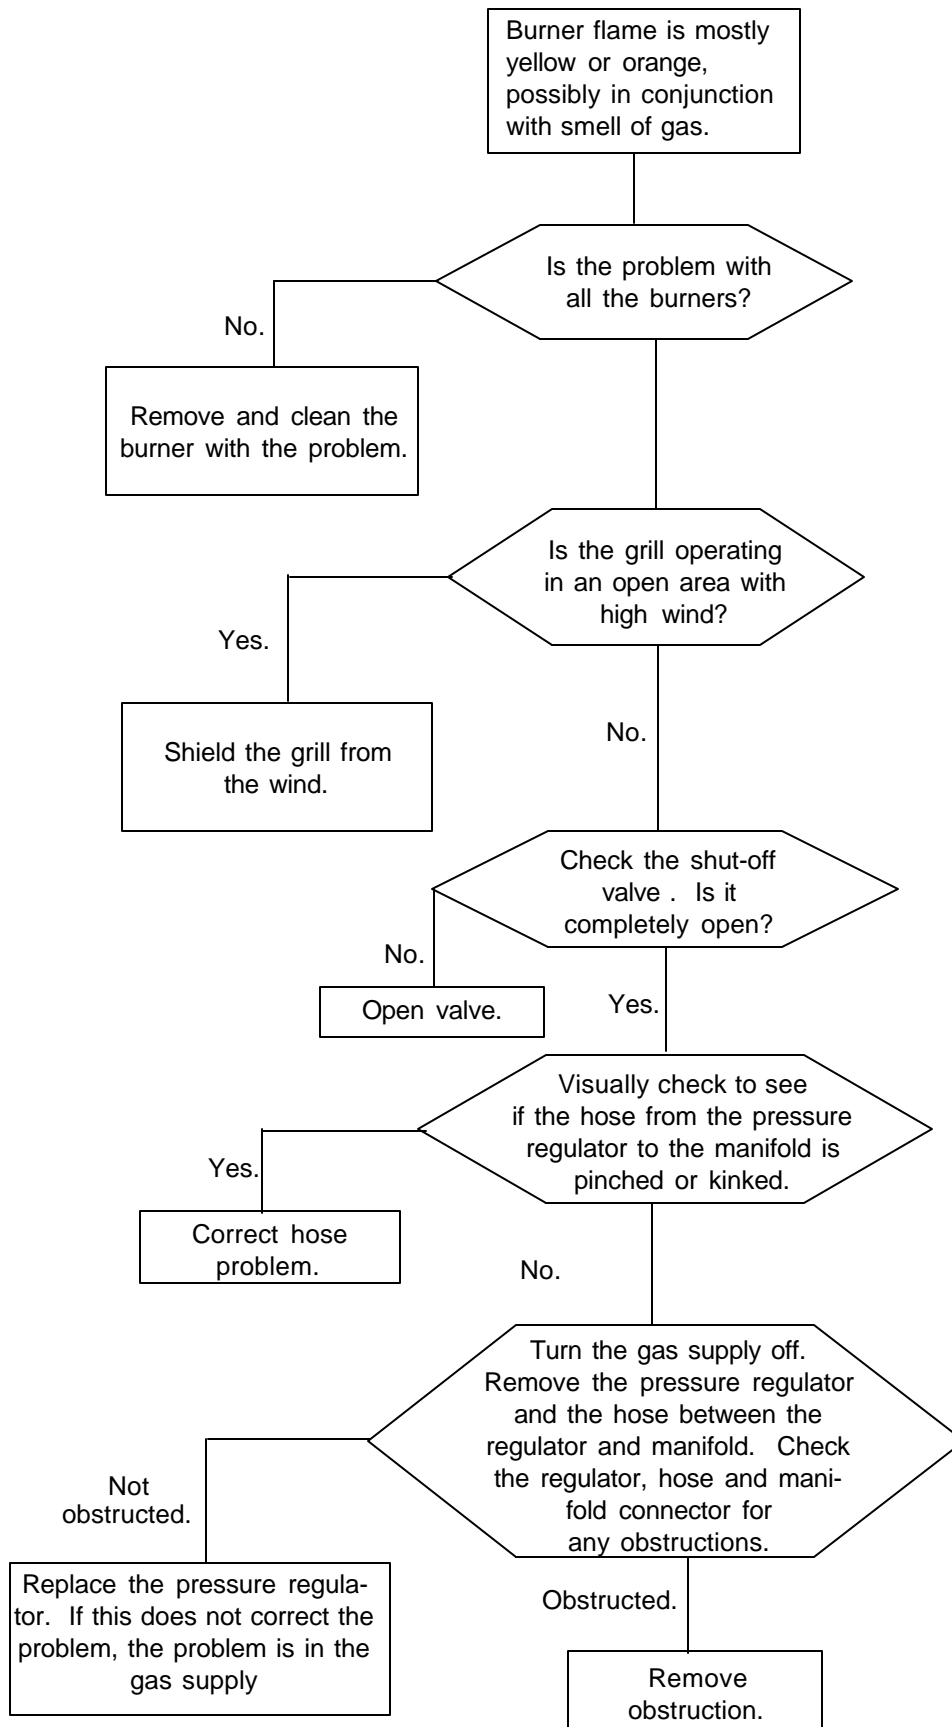 Burner flame is mostly
yellow or orange,
possibly in conjunction
with smell of gas.
Is the problem with
all the burners?
No.
Remove and clean the
burner with the problem.
Is the grill operating
in an open area with
high wind?
Yes.
Shield the grill from
the wind.
No.
Check the shut-off
valve . Is it
completely open?
No.
Open valve.
Yes.
Visually check to see
if the hose from the pressure
regulator to the manifold is
pinched or kinked.
Yes.
Correct hose
problem.
No.
Turn the gas supply off.
Remove the pressure regulator
and the hose between the
regulator and manifold. Check
the regulator, hose and mani-
fold connector for
any obstructions.
Not
obstructed.
Replace the pressure regula-
tor. If this does not correct the
problem, the problem is in the
gas supply
Obstructed.
Remove
obstruction.